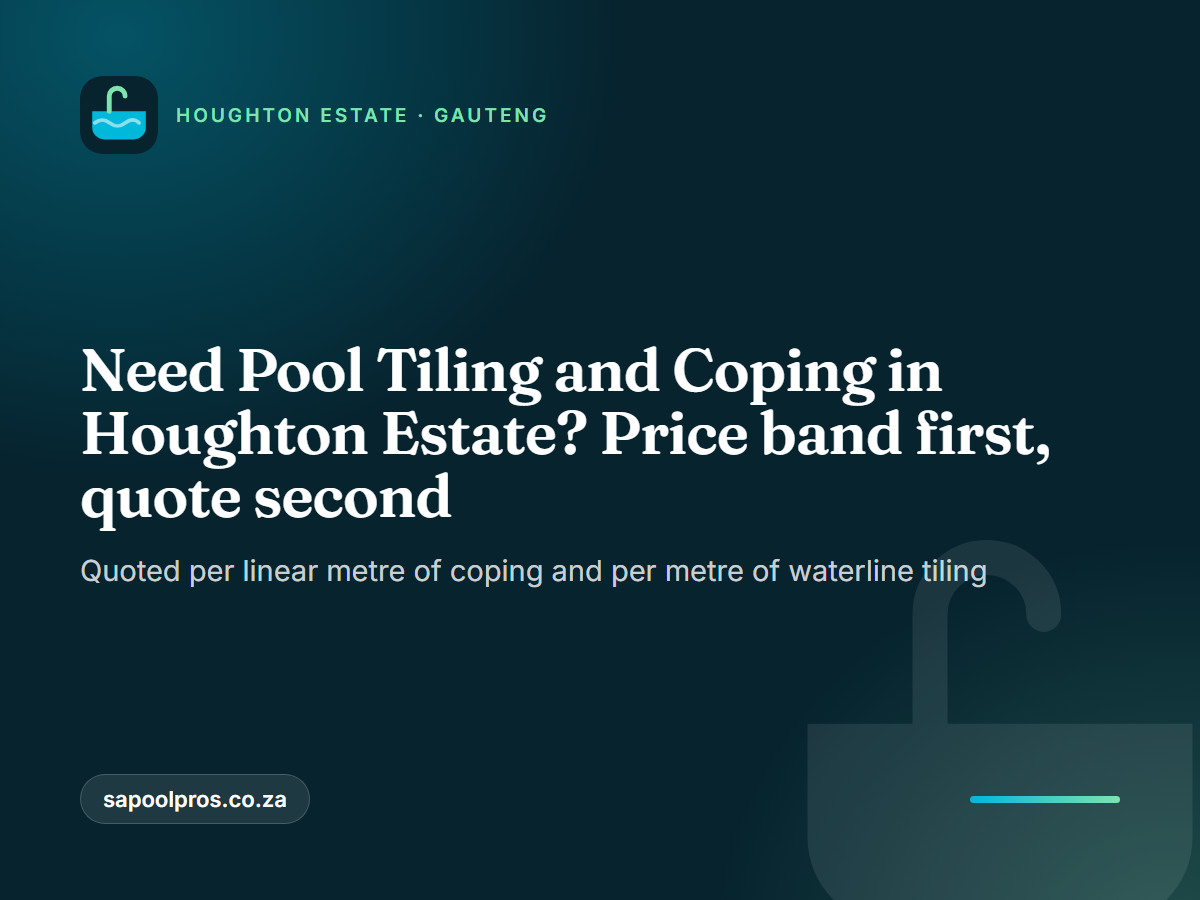 HOUGHTON ESTATE · GAUTENG
Need Pool Tiling and Coping in
Houghton Estate? Price band first,
quote second
Quoted per linear metre of coping and per metre of waterline tiling
sapoolpros.co.za